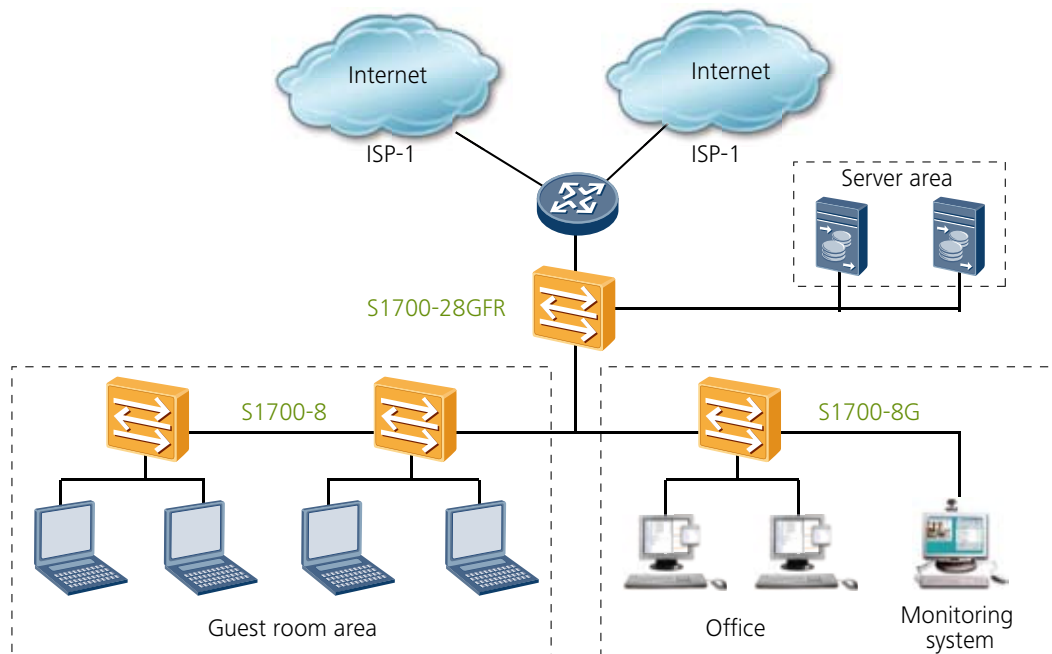 Internet
Internet
ISP-1
ISP-1
Server area
S1700-28GFR
S1700-8
S1700-8G
Guest room area
Office
Monitoring
system